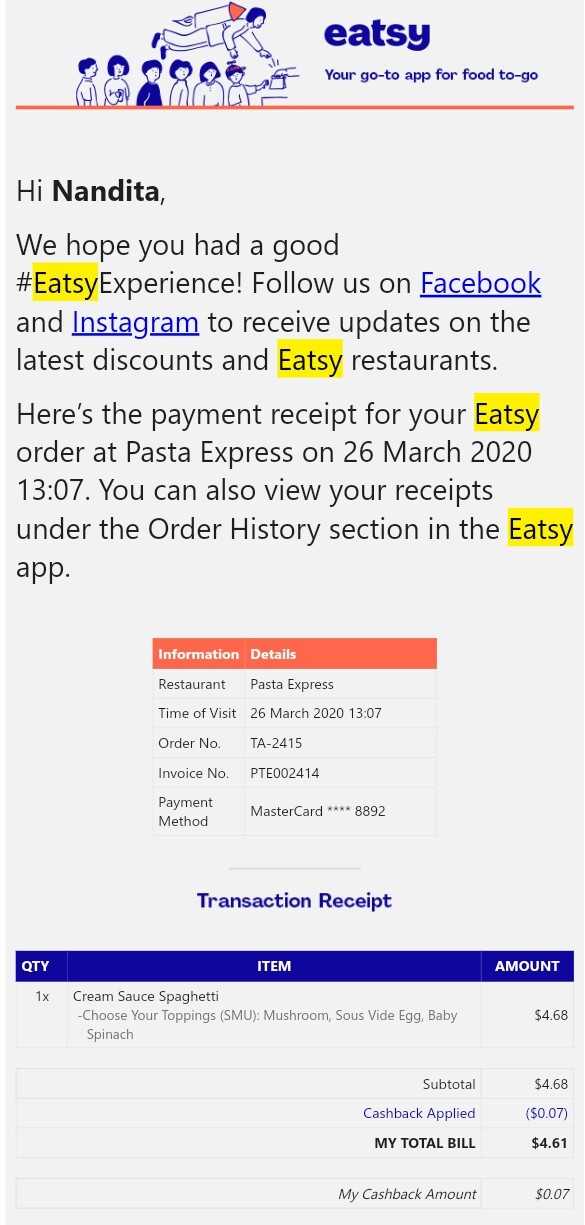 eatsy
Your go-to app for food to-go
Hi Nandita,
We hope you had a good
#EatsyExperience! Follow us on Facebook
and Instagram to receive updates on the
latest discounts and Eatsy restaurants.
Here’s the payment receipt for your Eatsy
order at Pasta Express on 26 March 2020
13:07. You can also view your receipts
under the Order History section in the Eatsy
app.
Information Details
Restaurant Pasta Express
Time of Visit 26 March 2020 13:07
Order No. TA-2415
Invoice No. PTE002414
Payment
Method MasterCard **** 8892
Transaction Receipt
QTY ITEM AMOUNT
1x Cream Sauce Spaghetti
-Choose Your Toppings (SMU): Mushroom, Sous Vide Egg, Baby $4.68
Spinach
Subtotal $4.68
Cashback Applied ($0.07)
MY TOTAL BILL $4.61
My Cashback Amount $0.07